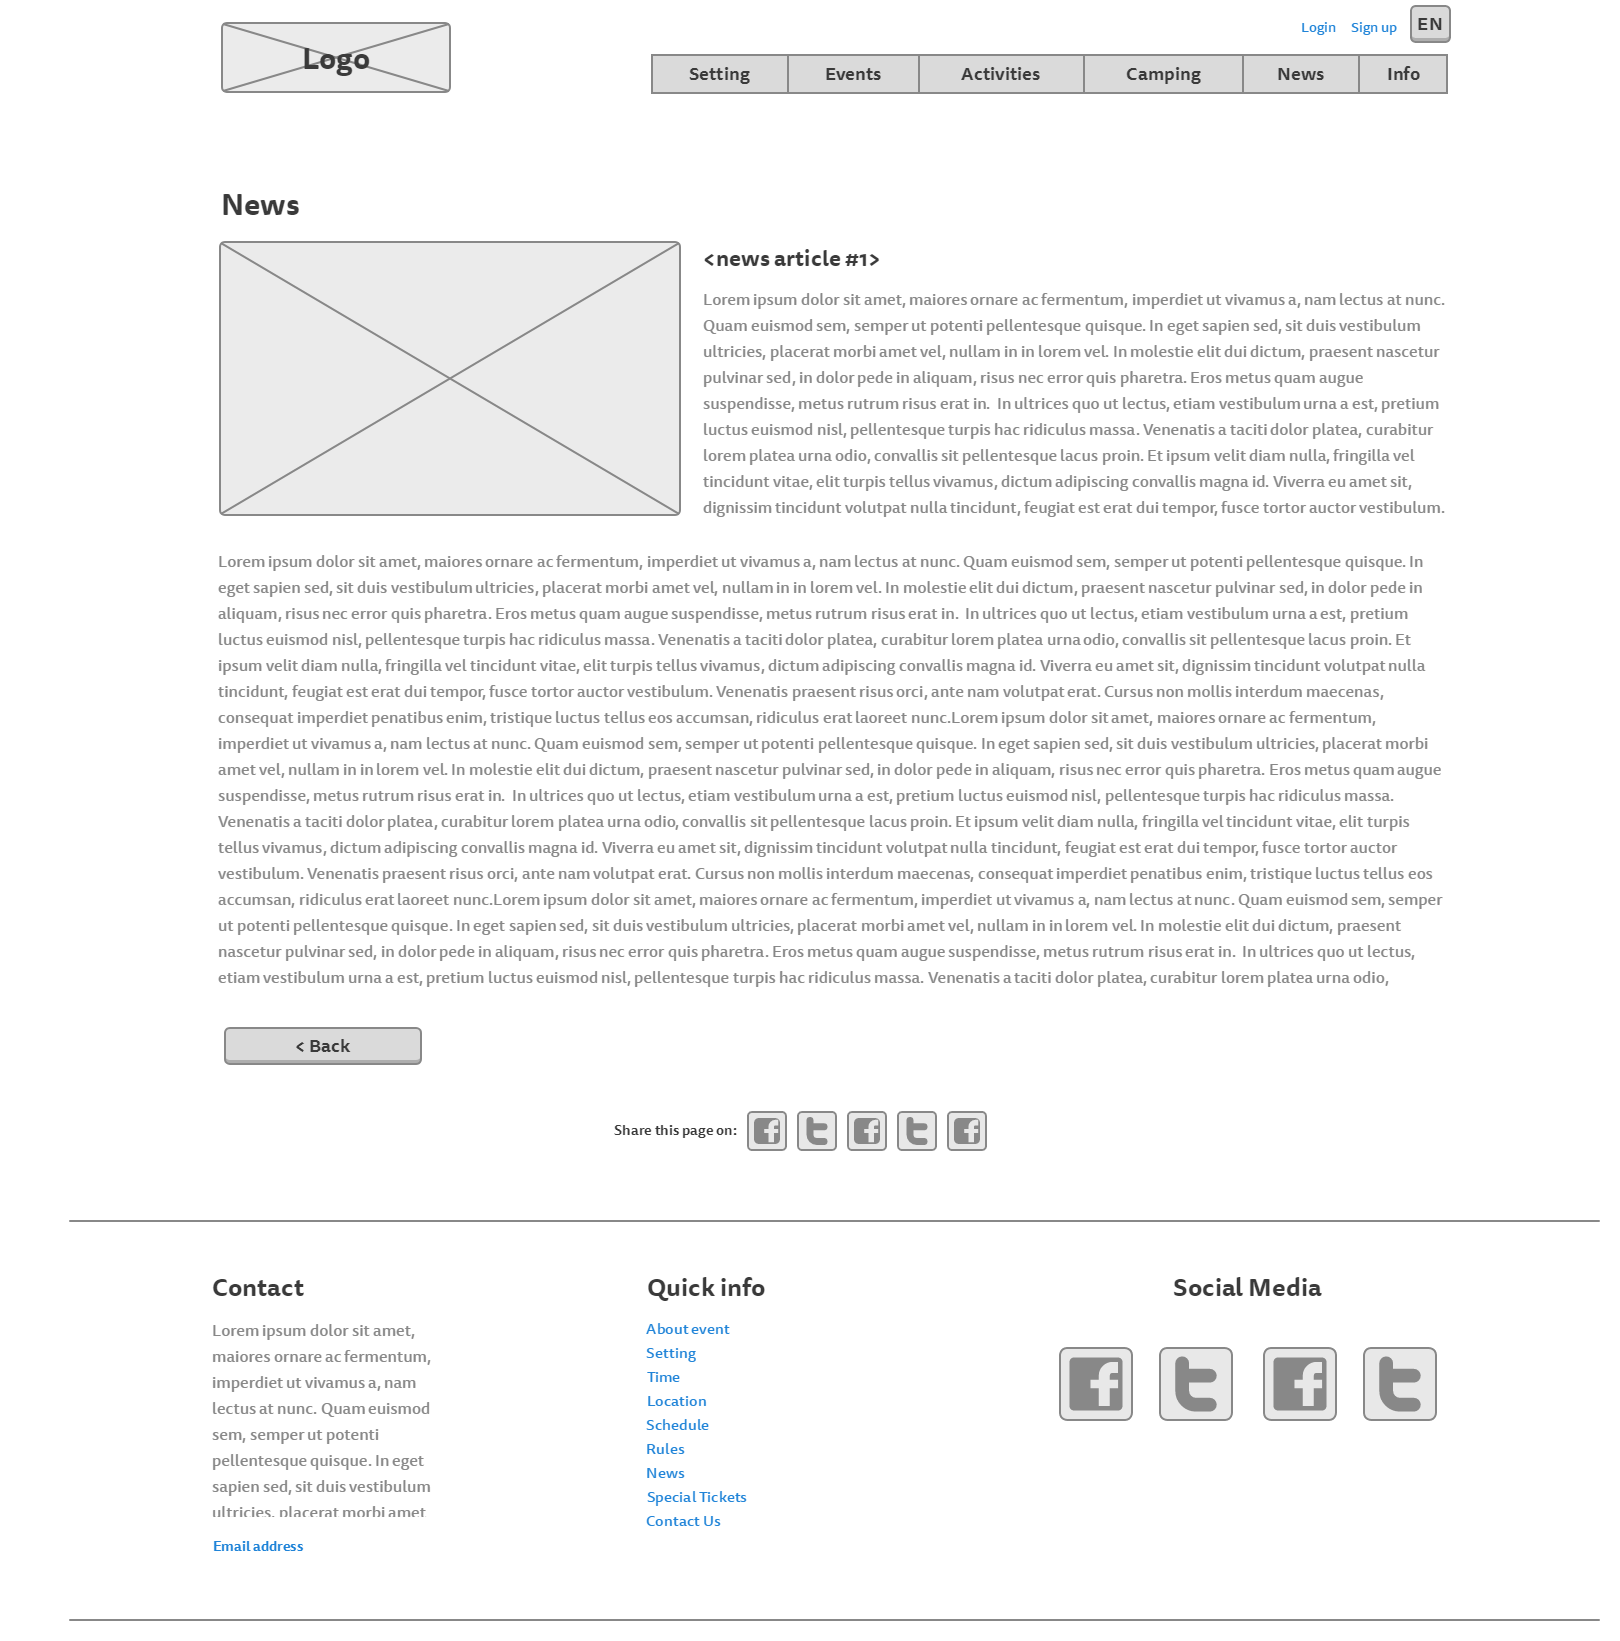 Login Sign up EN
Logo
Setting Events Activities Camping News Info
News
<news article #1>
Lorem ipsum dolor sit amet, maiores ornare ac fermentum, imperdiet ut vivamus a, nam lectus at nunc.
Quam euismod sem, semper ut potenti pellentesque quisque. In eget sapien sed, sit duis vestibulum
ultricies, placerat morbi amet vel, nullam in in lorem vel. In molestie elit dui dictum, praesent nascetur
pulvinar sed, in dolor pede in aliquam, risus nec error quis pharetra. Eros metus quam augue
suspendisse, metus rutrum risus erat in.  In ultrices quo ut lectus, etiam vestibulum urna a est, pretium
luctus euismod nisl, pellentesque turpis hac ridiculus massa. Venenatis a taciti dolor platea, curabitur
lorem platea urna odio, convallis sit pellentesque lacus proin. Et ipsum velit diam nulla, fringilla vel
tincidunt vitae, elit turpis tellus vivamus, dictum adipiscing convallis magna id. Viverra eu amet sit,
dignissim tincidunt volutpat nulla tincidunt, feugiat est erat dui tempor, fusce tortor auctor vestibulum.
Lorem ipsum dolor sit amet, maiores ornare ac fermentum, imperdiet ut vivamus a, nam lectus at nunc. Quam euismod sem, semper ut potenti pellentesque quisque. In
eget sapien sed, sit duis vestibulum ultricies, placerat morbi amet vel, nullam in in lorem vel. In molestie elit dui dictum, praesent nascetur pulvinar sed, in dolor pede in
aliquam, risus nec error quis pharetra. Eros metus quam augue suspendisse, metus rutrum risus erat in.  In ultrices quo ut lectus, etiam vestibulum urna a est, pretium
luctus euismod nisl, pellentesque turpis hac ridiculus massa. Venenatis a taciti dolor platea, curabitur lorem platea urna odio, convallis sit pellentesque lacus proin. Et
ipsum velit diam nulla, fringilla vel tincidunt vitae, elit turpis tellus vivamus, dictum adipiscing convallis magna id. Viverra eu amet sit, dignissim tincidunt volutpat nulla
tincidunt, feugiat est erat dui tempor, fusce tortor auctor vestibulum. Venenatis praesent risus orci, ante nam volutpat erat. Cursus non mollis interdum maecenas,
consequat imperdiet penatibus enim, tristique luctus tellus eos accumsan, ridiculus erat laoreet nunc.Lorem ipsum dolor sit amet, maiores ornare ac fermentum,
imperdiet ut vivamus a, nam lectus at nunc. Quam euismod sem, semper ut potenti pellentesque quisque. In eget sapien sed, sit duis vestibulum ultricies, placerat morbi
amet vel, nullam in in lorem vel. In molestie elit dui dictum, praesent nascetur pulvinar sed, in dolor pede in aliquam, risus nec error quis pharetra. Eros metus quam augue
suspendisse, metus rutrum risus erat in.  In ultrices quo ut lectus, etiam vestibulum urna a est, pretium luctus euismod nisl, pellentesque turpis hac ridiculus massa.
Venenatis a taciti dolor platea, curabitur lorem platea urna odio, convallis sit pellentesque lacus proin. Et ipsum velit diam nulla, fringilla vel tincidunt vitae, elit turpis
tellus vivamus, dictum adipiscing convallis magna id. Viverra eu amet sit, dignissim tincidunt volutpat nulla tincidunt, feugiat est erat dui tempor, fusce tortor auctor
vestibulum. Venenatis praesent risus orci, ante nam volutpat erat. Cursus non mollis interdum maecenas, consequat imperdiet penatibus enim, tristique luctus tellus eos
accumsan, ridiculus erat laoreet nunc.Lorem ipsum dolor sit amet, maiores ornare ac fermentum, imperdiet ut vivamus a, nam lectus at nunc. Quam euismod sem, semper
ut potenti pellentesque quisque. In eget sapien sed, sit duis vestibulum ultricies, placerat morbi amet vel, nullam in in lorem vel. In molestie elit dui dictum, praesent
nascetur pulvinar sed, in dolor pede in aliquam, risus nec error quis pharetra. Eros metus quam augue suspendisse, metus rutrum risus erat in.  In ultrices quo ut lectus,
etiam vestibulum urna a est, pretium luctus euismod nisl, pellentesque turpis hac ridiculus massa. Venenatis a taciti dolor platea, curabitur lorem platea urna odio,
< Back
Share this page on:
Contact
Lorem ipsum dolor sit amet,
maiores ornare ac fermentum,
imperdiet ut vivamus a, nam
lectus at nunc. Quam euismod
sem, semper ut potenti
pellentesque quisque. In eget
sapien sed, sit duis vestibulum
ultricies, placerat morbi amet
Email address
Quick info
About event
Setting
Time
Location
Schedule
Rules
News
Special Tickets
Contact Us
Social Media